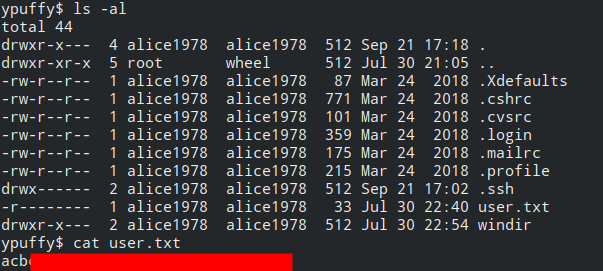 ypuffy$ ls -al
total 44
drwxr-x---  4 alice1978  alice1978  512 Sep 21 17:18 .
drwxr-xr-x  5 root       wheel      512 Jul 30 21:05 ..
-rw-r--r--  1 alice1978  alice1978   87 Mar 24  2018 .Xdefaults
-rw-r--r--  1 alice1978  alice1978  771 Mar 24  2018 .cshrc
-rw-r--r--  1 alice1978  alice1978  101 Mar 24  2018 .cvsrc
-rw-r--r--  1 alice1978  alice1978  359 Mar 24  2018 .login
-rw-r--r--  1 alice1978  alice1978  175 Mar 24  2018 .mailrc
-rw-r--r--  1 alice1978  alice1978  215 Mar 24  2018 .profile
drwx------  2 alice1978  alice1978  512 Sep 21 17:02 .ssh
-r--------  1 alice1978  alice1978   33 Jul 30 22:40 user.txt
drwxr-x---  2 alice1978  alice1978  512 Jul 30 22:54 windir
ypuffy$ cat user.txt